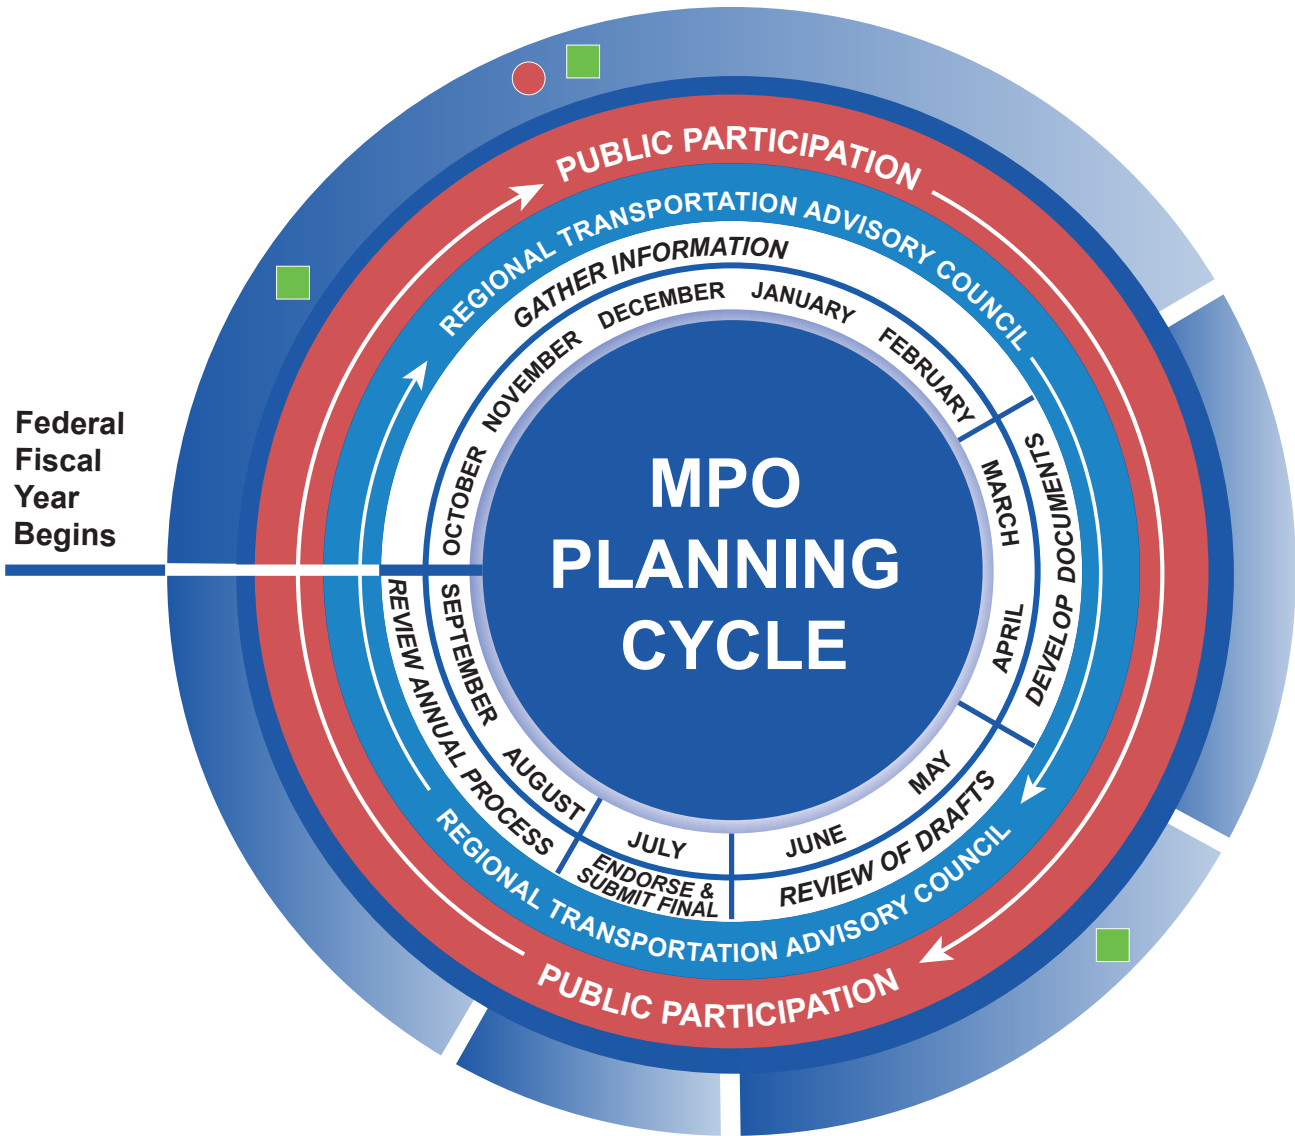 PUBLIC PARTICIPATION
REGIONAL TRANSPORTATION ADVISORY COUNCIL
GATHER INFORMATION
OCTOBER
NOVEMBER
DECEMBER
JANUARY
FEBRUARY
DEVELOP DOCUMENTS
MARCH
APRIL
Federal
Fiscal
Year
Begins
MPO
PLANNING
CYCLE
REVIEW OF DRAFTS
MAY
JUNE
ENDORSE &
SUBMIT FINAL
JULY
REVIEW ANNUAL PROCESS
AUGUST
SEPTEMBER
REGIONAL TRANSPORTATION ADVISORY COUNCIL
PUBLIC PARTICIPATION